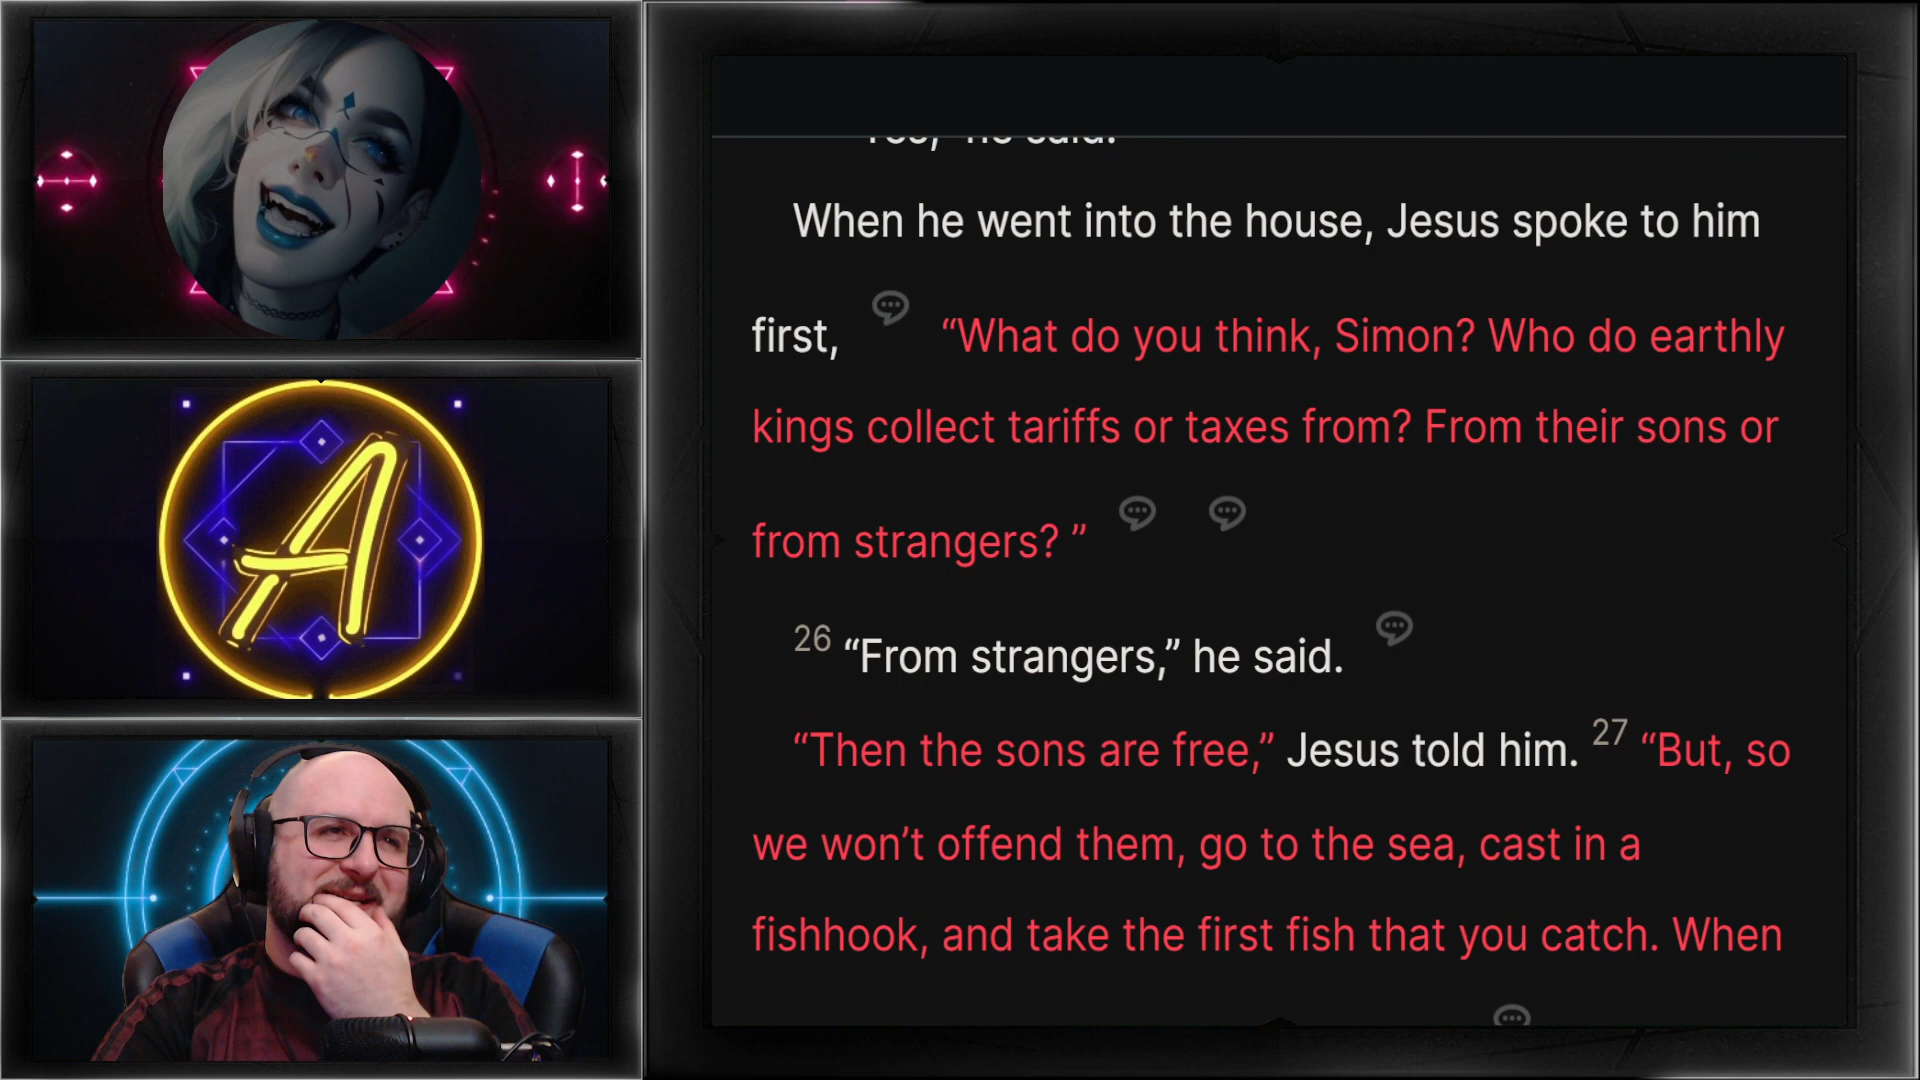 A
Yes," he said.
When he went into the house, Jesus spoke to him
first, “What do you think, Simon? Who do earthly
kings collect tariffs or taxes from? From their sons or
from strangers? ”
26 “From strangers,” he said.
“Then the sons are free,” Jesus told him. 27 “But, so
we won’t offend them, go to the sea, cast in a
fishhook, and take the first fish that you catch. When